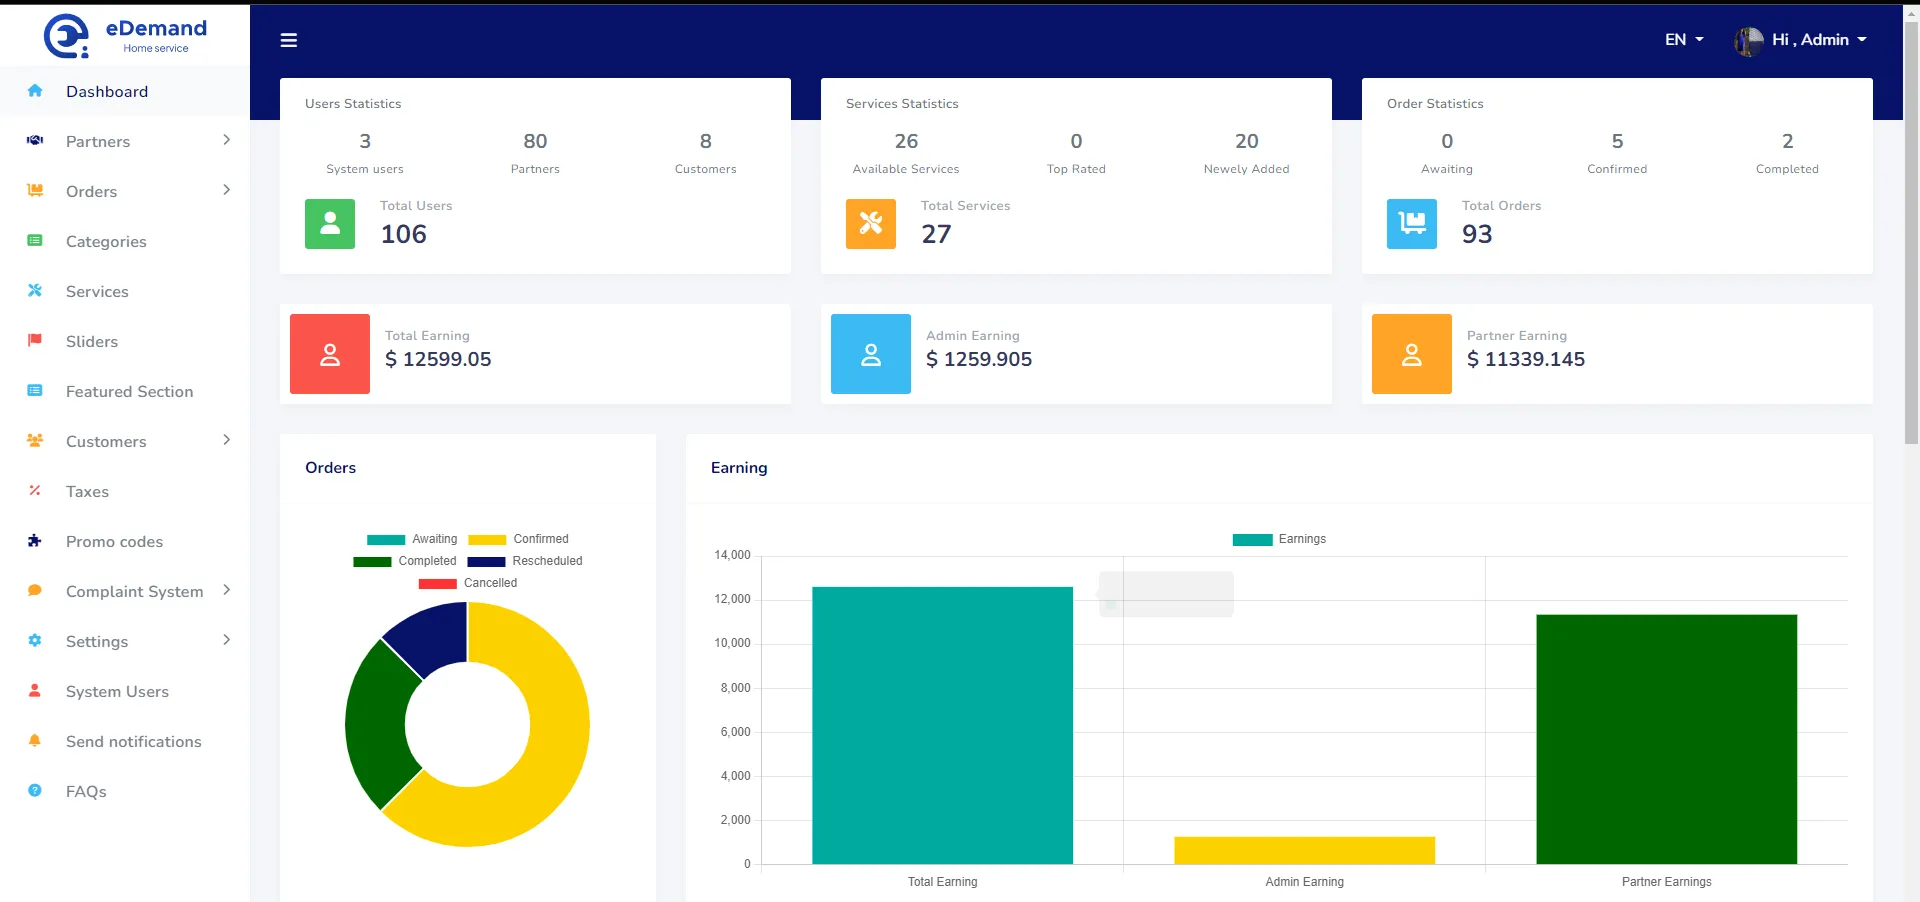 eDemand
Home service
EN
Hi , Admin
Dashboard
Partners
Orders
Categories
Services
Sliders
Featured Section
Customers
Taxes
Promo codes
Complaint System
Settings
System Users
Send notifications
FAQs
Users Statistics
3 80 8
System users Partners Customers
Total Users
106
Services Statistics
26 0 20
Available Services Top Rated Newely Added
Total Services
27
Order Statistics
0 5 2
Awaiting Confirmed Completed
Total Orders
93
Total Earning
$ 12599.05
Admin Earning
$ 1259.905
Partner Earning
$ 11339.145
Orders
Awaiting Confirmed
Completed Rescheduled
Cancelled
Earning
Earnings
14,000
12,000
10,000
8,000
6,000
4,000
2,000
0
Total Earning Admin Earning Partner Earnings